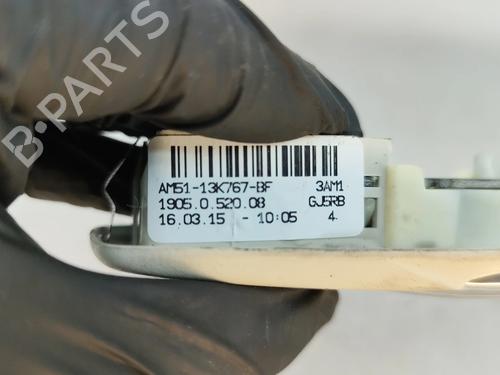 B-PARTS
AM51-13K767-BF 3AM1
1905.0.520.08 GJ5RB
16.03.15 - 10:05 4